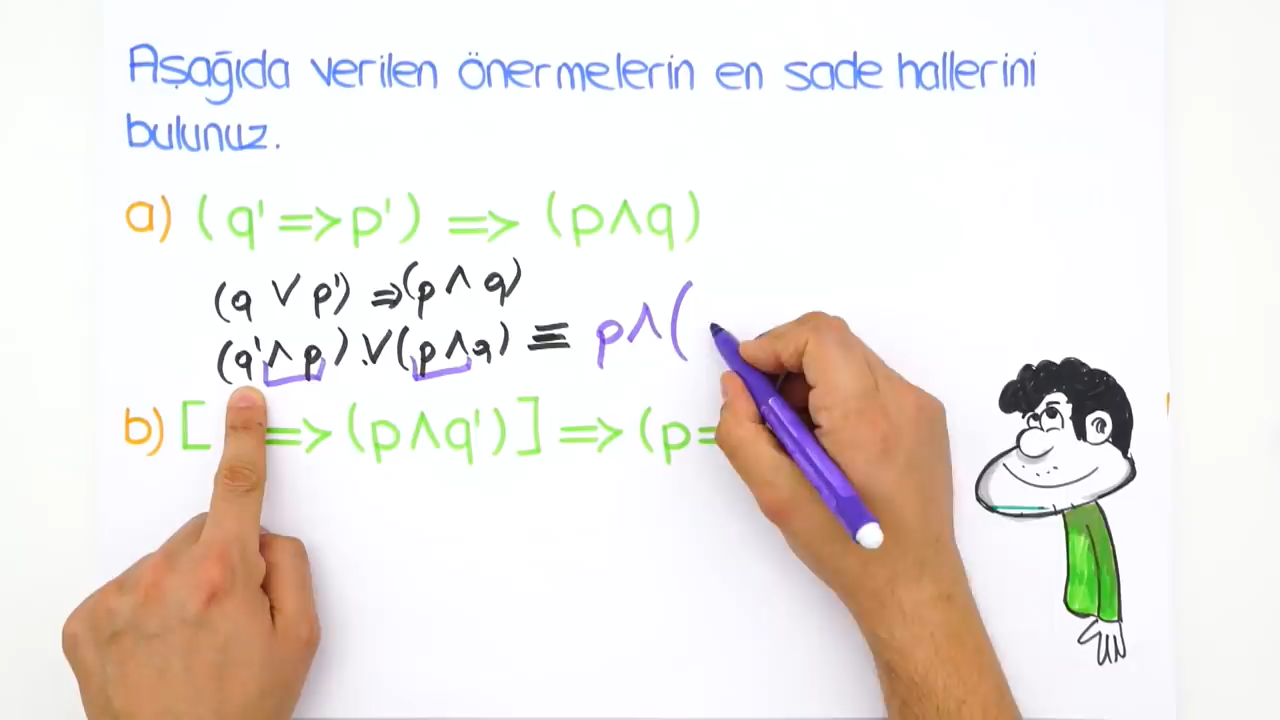 Aşağıda verilen önermelerin en sade hallerini
bulunuz.
a) (q' => p') => (p∧q)
(q ∨ p') => (p ∧ q)
(q' ∧ p) ∨ (p ∧ q) ≡ p∧(
b) [ => (p∧q') ] => (p=